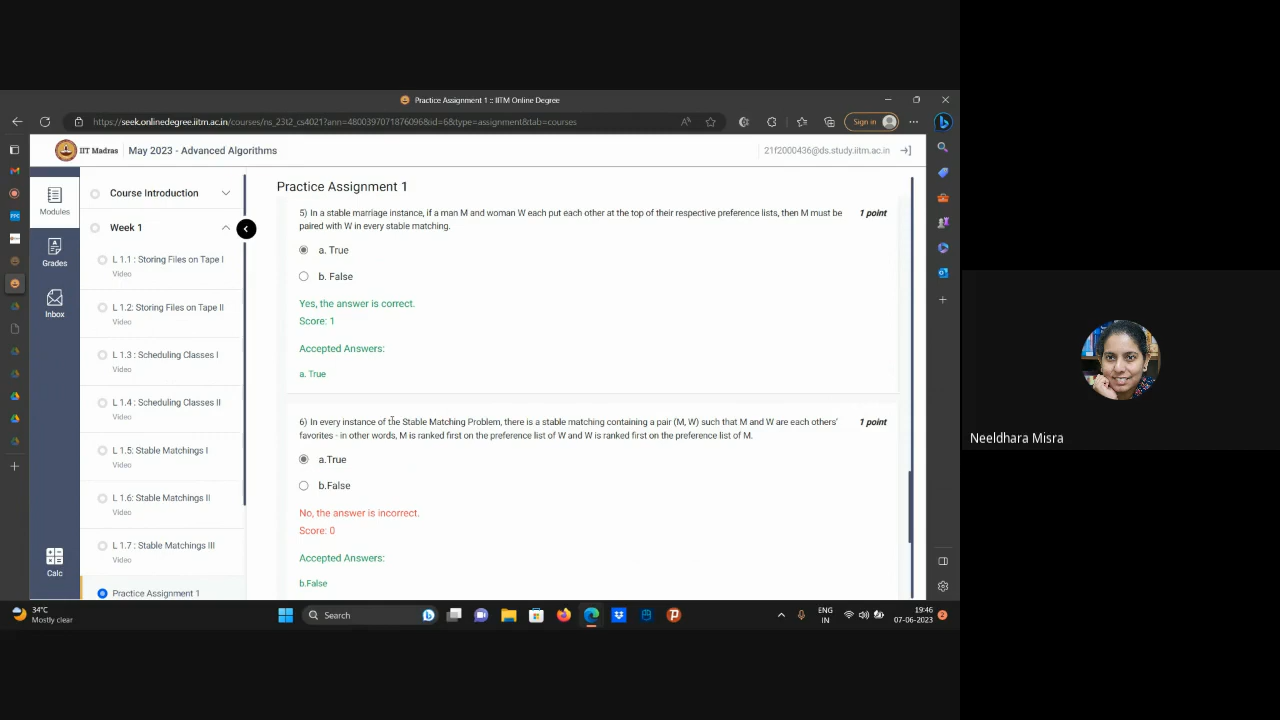 Practice Assignment 1 :: IITM Online Degree
https://seek.onlinedegree.iitm.ac.in/courses/ns_23t2_cs4021?ann=480039707187609​6&id=6&type=assignment&tab=courses
Sign in
IIT Madras
May 2023 - Advanced Algorithms
21f2000436@ds.study.iitm.ac.in
Modules
Grades
Inbox
Calc
Course Introduction
Week 1
L 1.1 : Storing Files on Tape I
Video
L 1.2: Storing Files on Tape II
Video
L 1.3 : Scheduling Classes I
Video
L 1.4 : Scheduling Classes II
Video
L 1.5: Stable Matchings I
Video
L 1.6: Stable Matchings II
Video
L 1.7 : Stable Matchings III
Video
Practice Assignment 1
Practice Assignment 1
5) In a stable marriage instance, if a man M and woman W each put each other at the top of their respective preference lists, then M must be
paired with W in every stable matching.
1 point
a. True
b. False
Yes, the answer is correct.
Score: 1
Accepted Answers:
a. True
6) In every instance of the Stable Matching Problem, there is a stable matching containing a pair (M, W) such that M and W are each others'
favorites - in other words, M is ranked first on the preference list of W and W is ranked first on the preference list of M.
1 point
a.True
b.False
No, the answer is incorrect.
Score: 0
Accepted Answers:
b.False
Neeldhara Misra
34°C
Mostly clear
Search
ENG
IN
19:46
07-06-2023
2